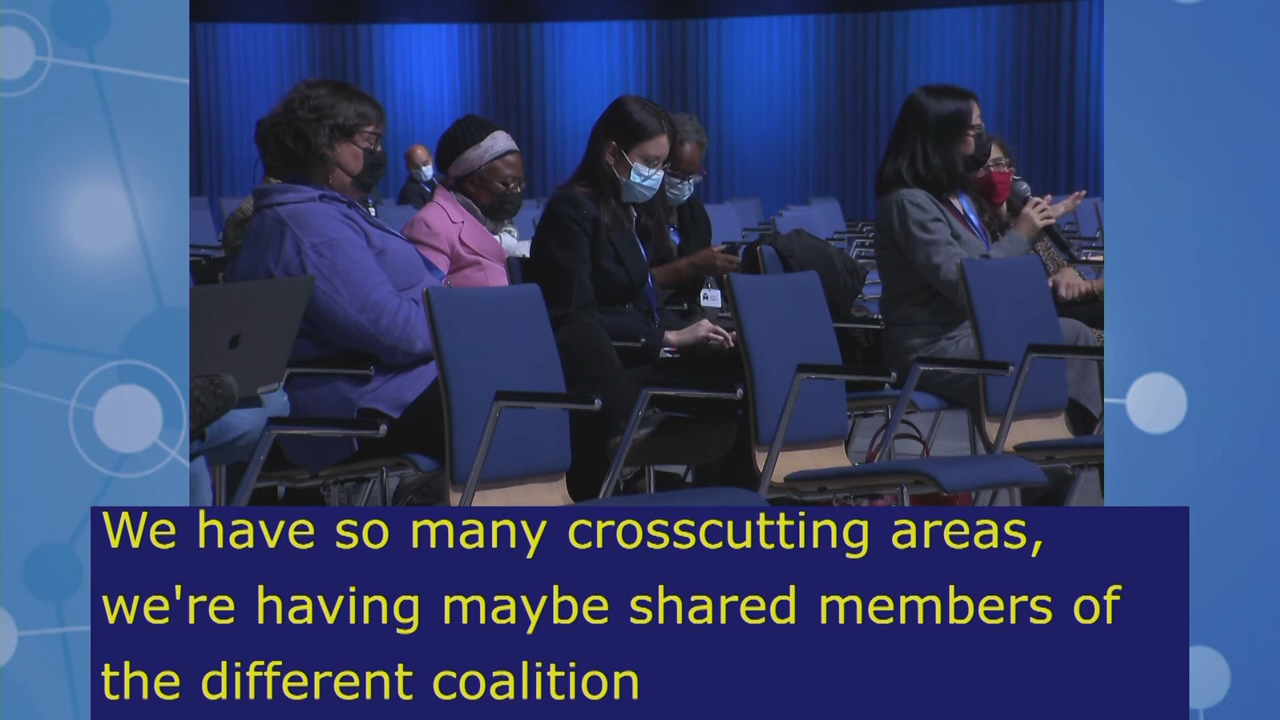 We have so many crosscutting areas,
we're having maybe shared members of
the different coalition